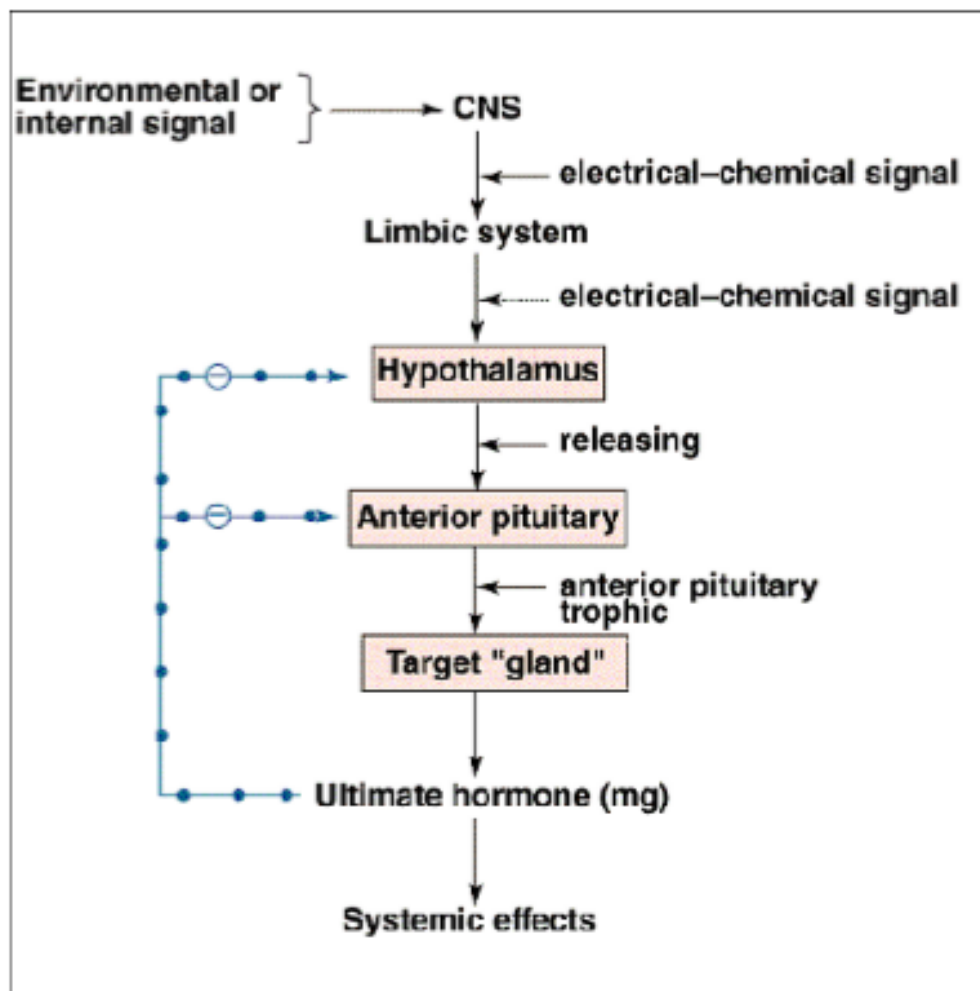 Environmental or
internal signal
CNS
electrical–chemical signal
Limbic system
electrical–chemical signal
Hypothalamus
releasing
Anterior pituitary
anterior pituitary
trophic
Target "gland"
Ultimate hormone (mg)
Systemic effects